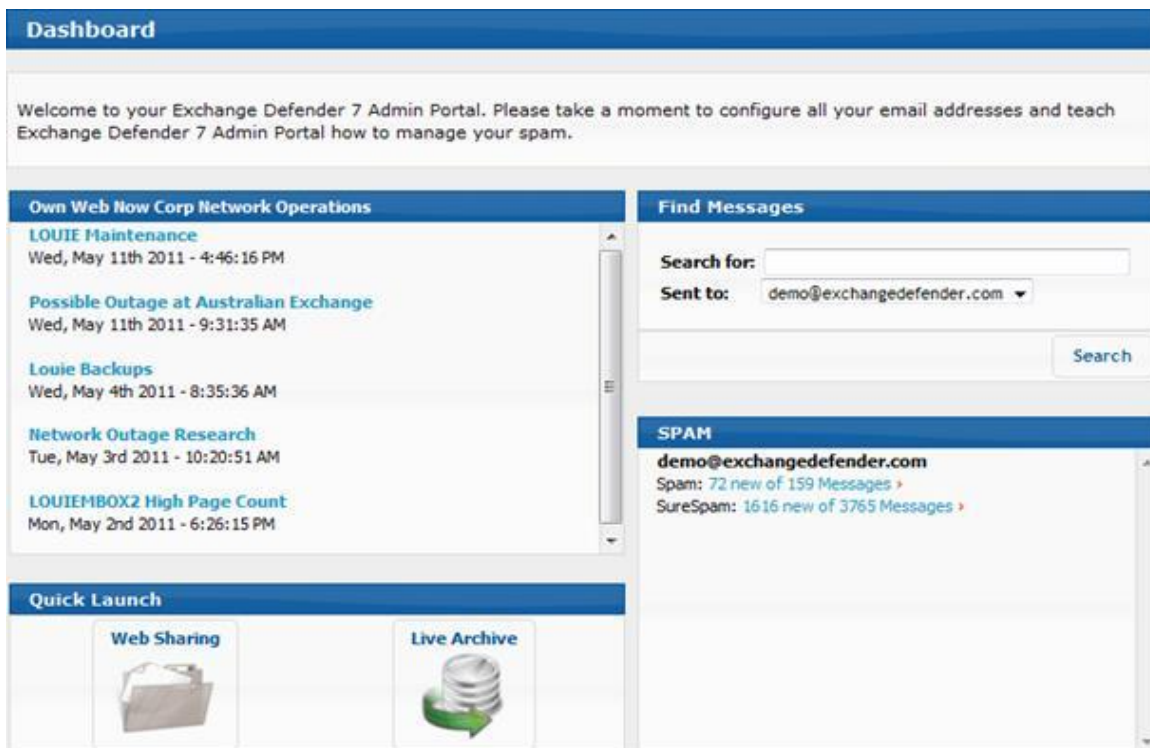 Dashboard
Welcome to your Exchange Defender 7 Admin Portal. Please take a moment to configure all your email addresses and teach
Exchange Defender 7 Admin Portal how to manage your spam.
Own Web Now Corp Network Operations
LOUIE Maintenance
Wed, May 11th 2011 - 4:46:16 PM
Possible Outage at Australian Exchange
Wed, May 11th 2011 - 9:31:35 AM
Louie Backups
Wed, May 4th 2011 - 8:35:36 AM
Network Outage Research
Tue, May 3rd 2011 - 10:20:51 AM
LOUIEMBOX2 High Page Count
Mon, May 2nd 2011 - 6:26:15 PM
Quick Launch
Web Sharing
Live Archive
Find Messages
Search for:
Sent to: demo@exchangedefender.com
Search
SPAM
demo@exchangedefender.com
Spam: 72 new of 159 Messages ›
SureSpam: 1616 new of 3765 Messages ›